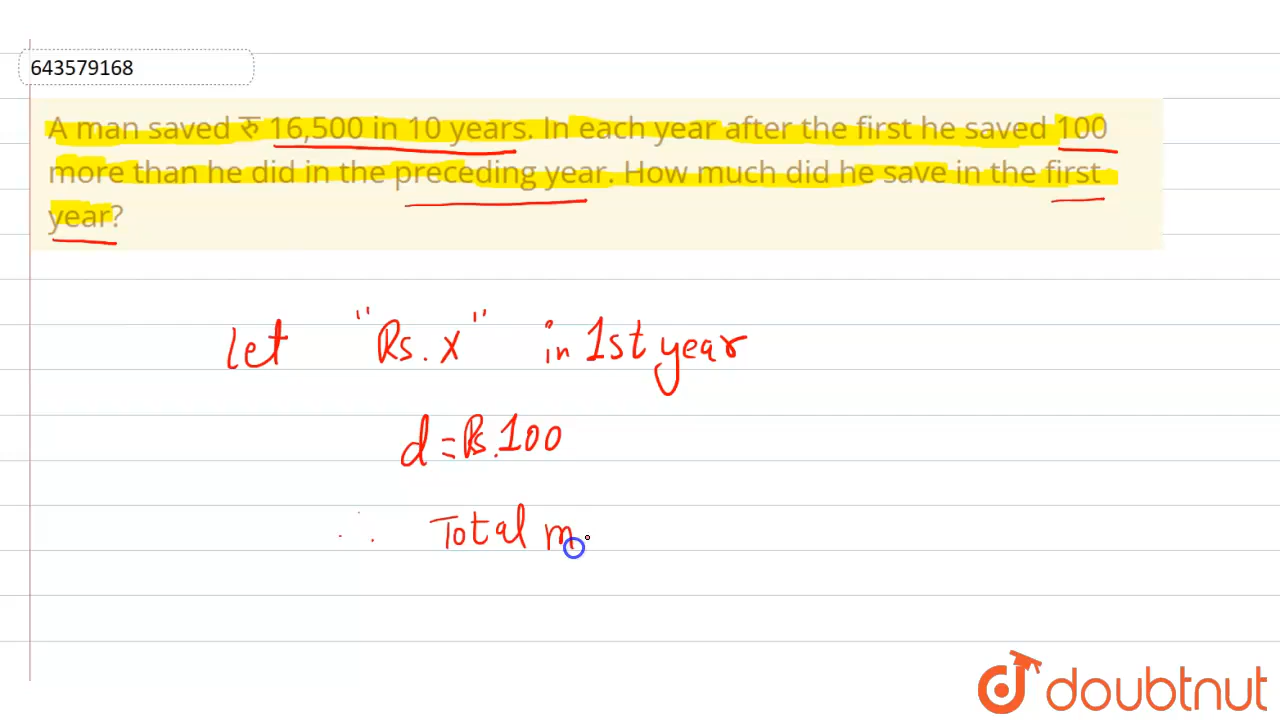 643579168
A man saved रु 16,500 in 10 years. In each year after the first he saved 100
more than he did in the preceding year. How much did he save in the first
year?
Let "Rs. x" in 1st year
d = Rs. 100
∴ Total m
doubtnut